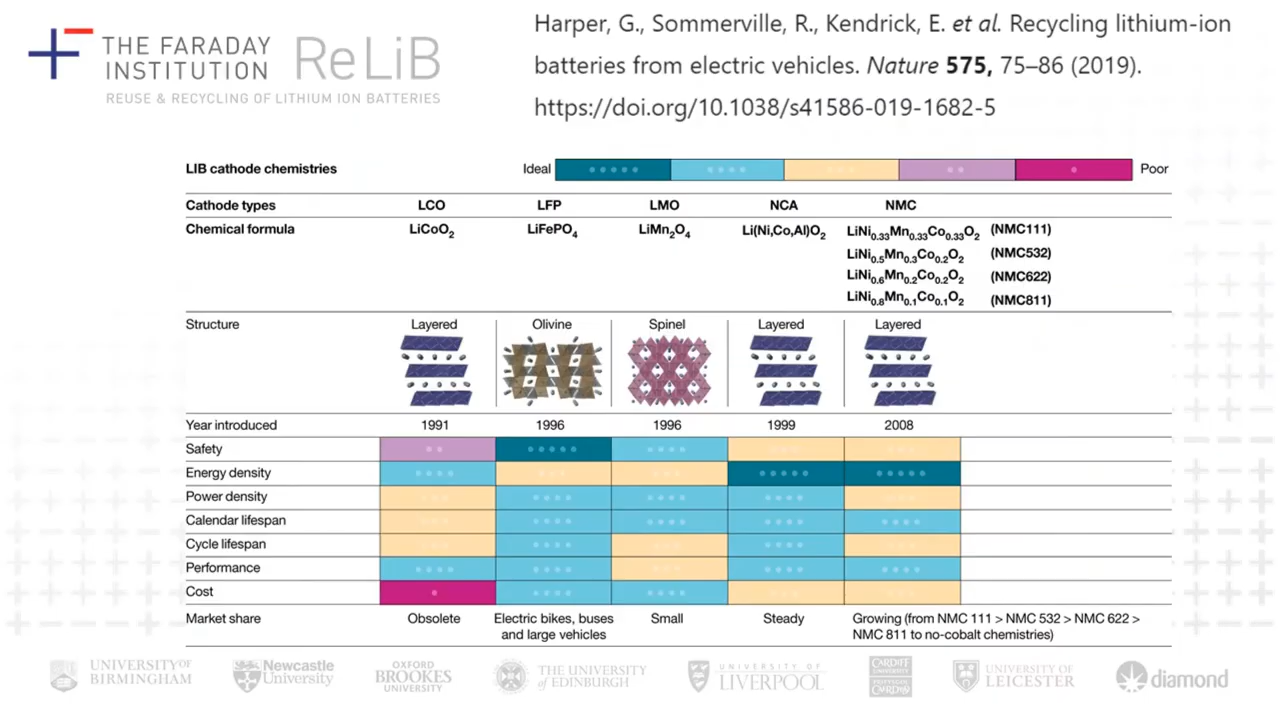 THE FARADAY
INSTITUTION
ReLiB
REUSE & RECYCLING OF LITHIUM ION BATTERIES
Harper, G., Sommerville, R., Kendrick, E. et al. Recycling lithium-ion
batteries from electric vehicles. Nature 575, 75–86 (2019).
https://doi.org/10.1038/s41586-019-1682-5
LIB cathode chemistries Ideal Poor
Cathode types LCO LFP LMO NCA NMC
Chemical formula LiCoO₂ LiFePO₄ LiMn₂O₄ Li(Ni,Co,Al)O₂ LiNi₀.₃₃Mn₀.₃₃Co₀.₃₃O₂ (NMC111)
LiNi₀.₅Mn₀.₃Co₀.₂O₂ (NMC532)
LiNi₀.₆Mn₀.₂Co₀.₂O₂ (NMC622)
LiNi₀.₈Mn₀.₁Co₀.₁O₂ (NMC811)
Structure Layered Olivine Spinel Layered Layered
Year introduced 1991 1996 1996 1999 2008
Safety
Energy density
Power density
Calendar lifespan
Cycle lifespan
Performance
Cost
Market share Obsolete Electric bikes, buses Small Steady Growing (from NMC 111 > NMC 532 > NMC 622 >
and large vehicles NMC 811 to no-cobalt chemistries)
UNIVERSITY OF
BIRMINGHAM
Newcastle
University
OXFORD
BROOKES
UNIVERSITY
THE UNIVERSITY
of EDINBURGH
UNIVERSITY OF
LIVERPOOL
CARDIFF
UNIVERSITY
PRIFYSGOL
CAERDYDD
UNIVERSITY OF
LEICESTER
diamond